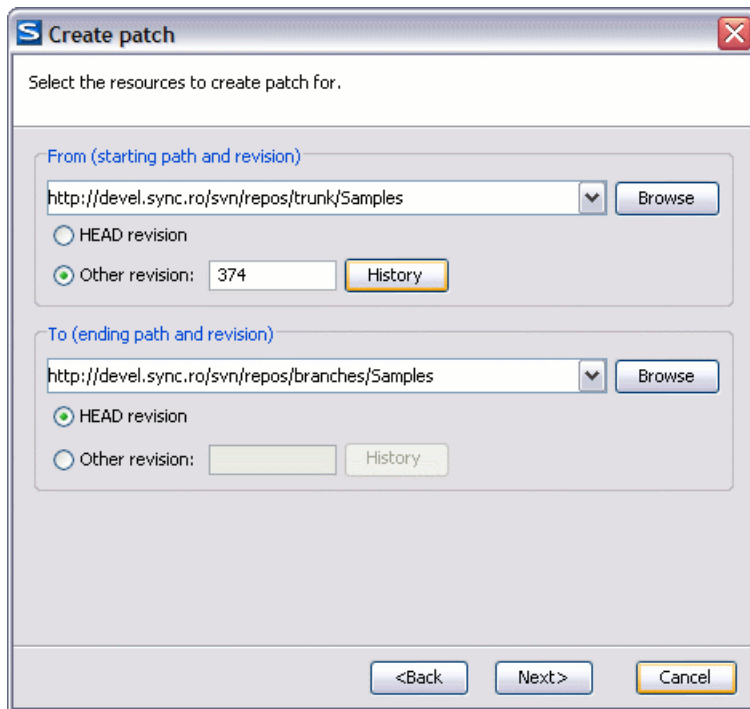 S Create patch
Select the resources to create patch for.
From (starting path and revision)
http://devel.sync.ro/svn/repos/trunk/Samples Browse
HEAD revision
Other revision: 374 History
To (ending path and revision)
http://devel.sync.ro/svn/repos/branches/Samples Browse
HEAD revision
Other revision: History
<Back Next> Cancel